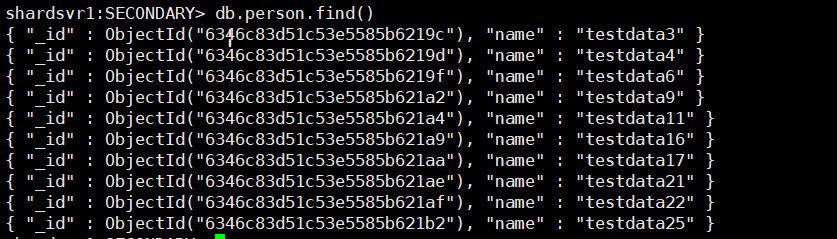 shardsvr1:SECONDARY> db.person.find()
{ "_id" : ObjectId("6346c83d51c53e5585b6219c"), "name" : "testdata3" }
{ "_id" : ObjectId("6346c83d51c53e5585b6219d"), "name" : "testdata4" }
{ "_id" : ObjectId("6346c83d51c53e5585b6219f"), "name" : "testdata6" }
{ "_id" : ObjectId("6346c83d51c53e5585b621a2"), "name" : "testdata9" }
{ "_id" : ObjectId("6346c83d51c53e5585b621a4"), "name" : "testdata11" }
{ "_id" : ObjectId("6346c83d51c53e5585b621a9"), "name" : "testdata16" }
{ "_id" : ObjectId("6346c83d51c53e5585b621aa"), "name" : "testdata17" }
{ "_id" : ObjectId("6346c83d51c53e5585b621ae"), "name" : "testdata21" }
{ "_id" : ObjectId("6346c83d51c53e5585b621af"), "name" : "testdata22" }
{ "_id" : ObjectId("6346c83d51c53e5585b621b2"), "name" : "testdata25" }